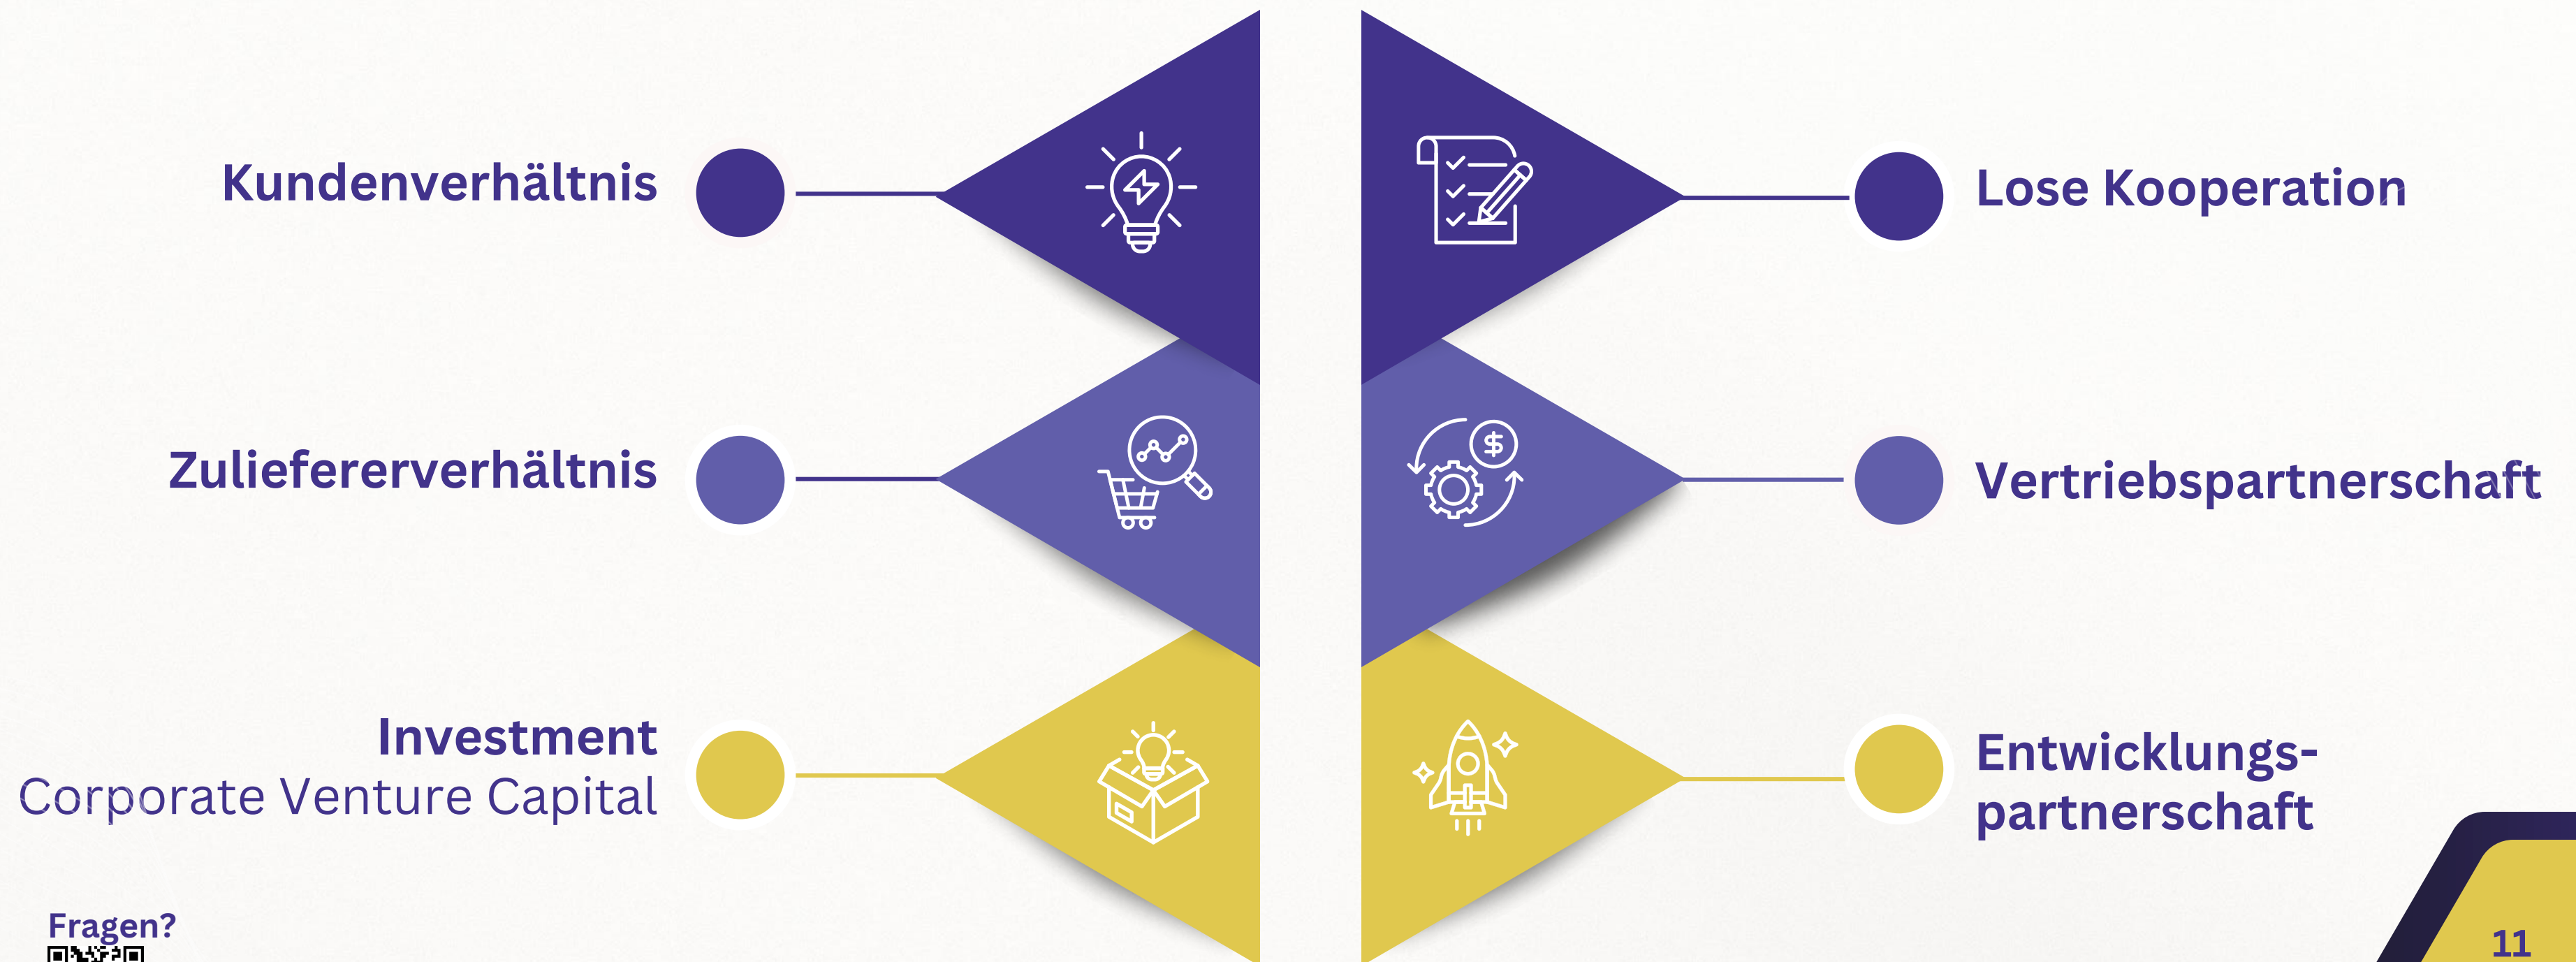 Kundenverhältnis
Lose Kooperation
Zuliefererverhältnis
Vertriebspartnerschaft
Investment
Corporate Venture Capital
Entwicklungs-
partnerschaft
Fragen?
$
11